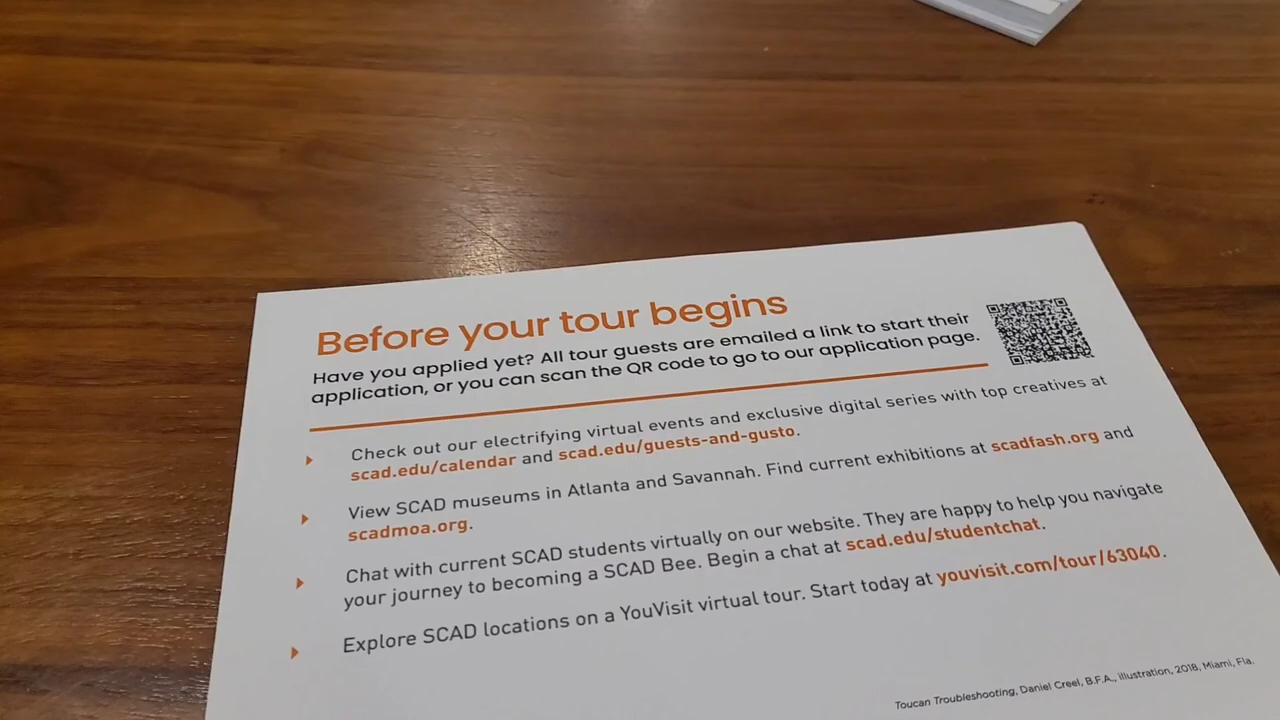 Before your tour begins
Have you applied yet? All tour guests are emailed a link to start their
application, or you can scan the QR code to go to our application page.
Check out our electrifying virtual events and exclusive digital series with top creatives at
scad.edu/calendar and scad.edu/guests-and-gusto.
View SCAD museums in Atlanta and Savannah. Find current exhibitions at scadfash.org and
scadmoa.org.
Chat with current SCAD students virtually on our website. They are happy to help you navigate
your journey to becoming a SCAD Bee. Begin a chat at scad.edu/studentchat.
Explore SCAD locations on a YouVisit virtual tour. Start today at youvisit.com/tour/63040.
Toucan Troubleshooting, Daniel Creel, B.F.A., illustration, 2018, Miami, Fla.